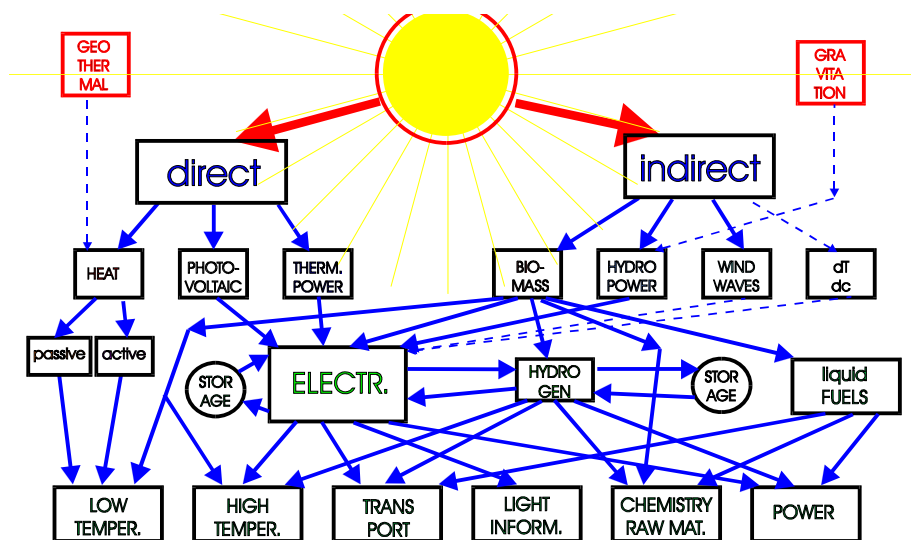 GEO
THER
MAL
GRA
VITA
TION
direct
indirect
HEAT
PHOTO-
VOLTAIC
THERM.
POWER
BIO-
MASS
HYDRO
POWER
WIND
WAVES
dT
dc
passive
active
STOR
AGE
ELECTR.
HYDRO
GEN
STOR
AGE
liquid
FUELS
LOW
TEMPER.
HIGH
TEMPER.
TRANS
PORT
LIGHT
INFORM.
CHEMISTRY
RAW MAT.
POWER